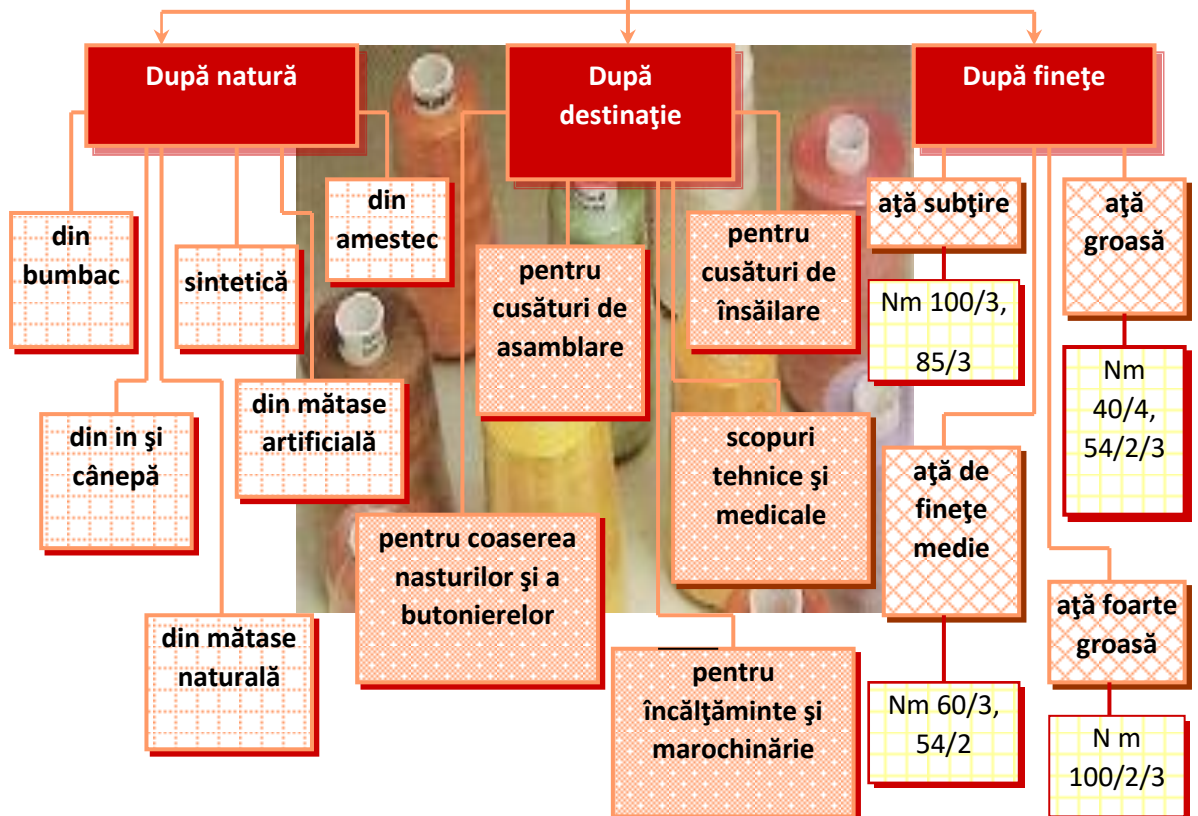 După natură
din
bumbac
din in şi
cânepă
din mătase
naturală
sintetică
din mătase
artificială
din
amestec
După
destinaţie
pentru coaserea
nasturilor şi a
butonierelor
pentru
cusături de
asamblare
pentru
încălţăminte şi
marochinărie
scopuri
tehnice şi
medicale
pentru
cusături de
însăilare
După fineţe
aţă subţire
Nm 100/3,
85/3
aţă de
fineţe
medie
Nm 60/3,
54/2
aţă
groasă
Nm
40/4,
54/2/3
aţă foarte
groasă
N m
100/2/3